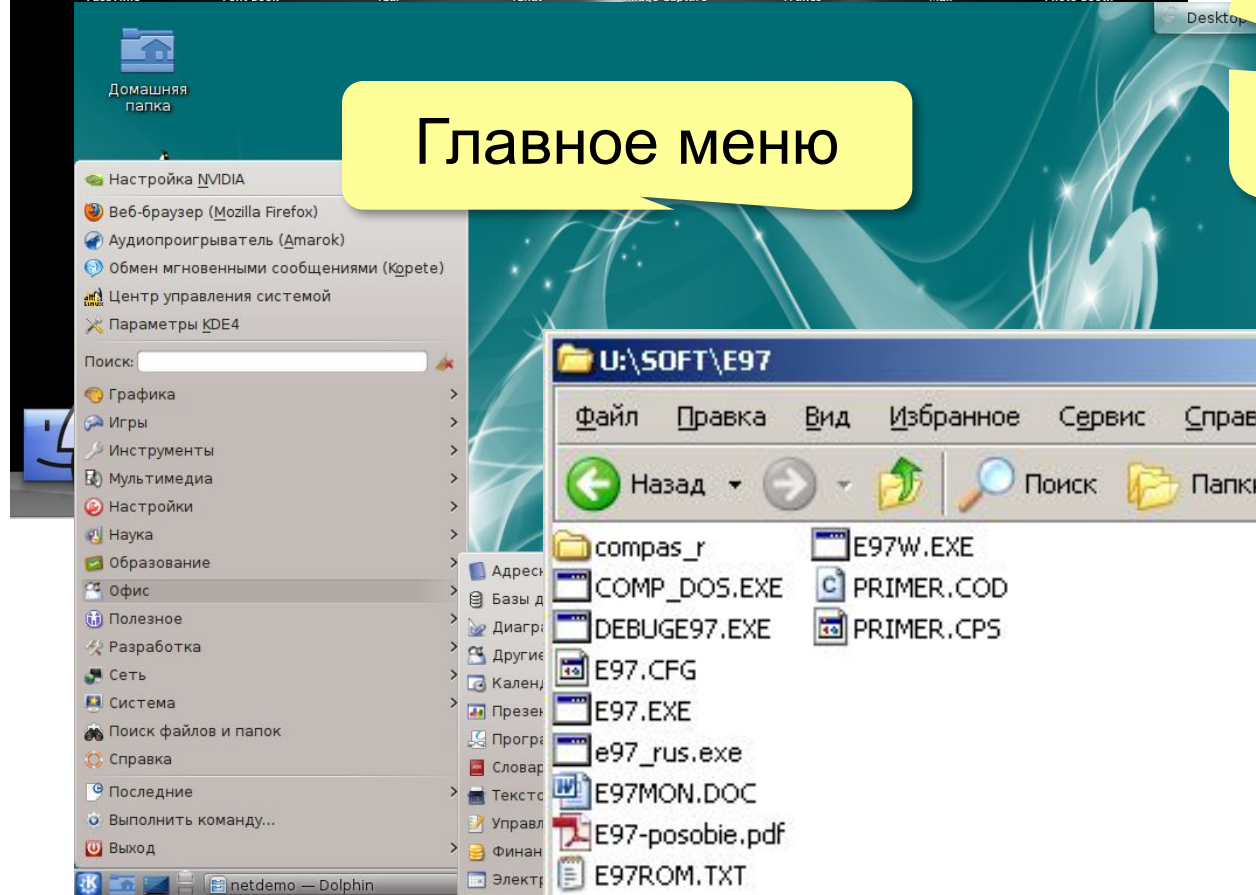 Desktop
Домашняя
папка
Главное меню
Настройка NVIDIA
Веб-браузер (Mozilla Firefox)
Аудиопроигрыватель (Amarok)
Обмен мгновенными сообщениями (Kopete)
Центр управления системой
Параметры KDE4
Поиск:
Графика
Игры
Инструменты
Мультимедиа
Настройки
Наука
Образование
Офис
Полезное
Разработка
Сеть
Система
Поиск файлов и папок
Справка
Последние
Выполнить команду...
Выход
netdemo — Dolphin
Базы
U:\SOFT\E97
Файл Правка Вид Избранное Сервис
Назад Поиск
compas_r
COMP_DOS.EXE
DEBUGE97.EXE
E97.CFG
E97.EXE
e97_rus.exe
E97MON.DOC
E97-posobie.pdf
E97ROM.TXT
E97W.EXE
PRIMER.COD
PRIMER.CPS